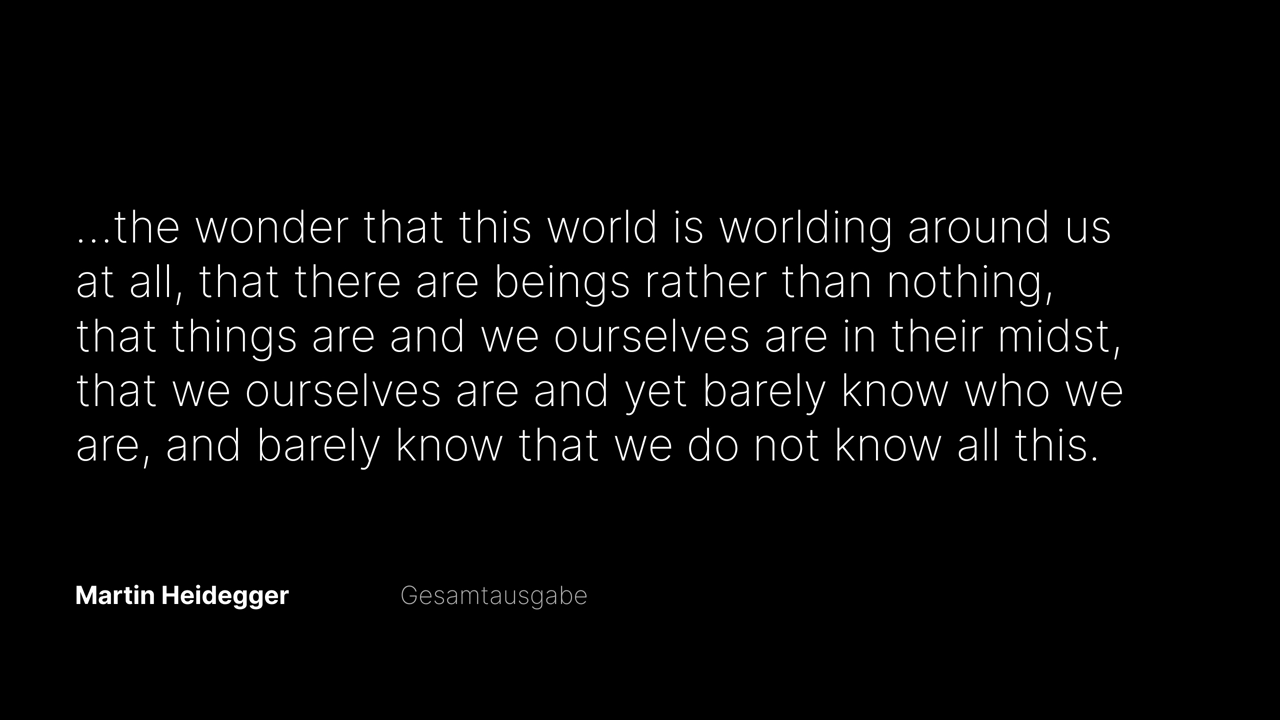 ...the wonder that this world is worlding around us
at all, that there are beings rather than nothing,
that things are and we ourselves are in their midst,
that we ourselves are and yet barely know who we
are, and barely know that we do not know all this.
Martin Heidegger Gesamtausgabe